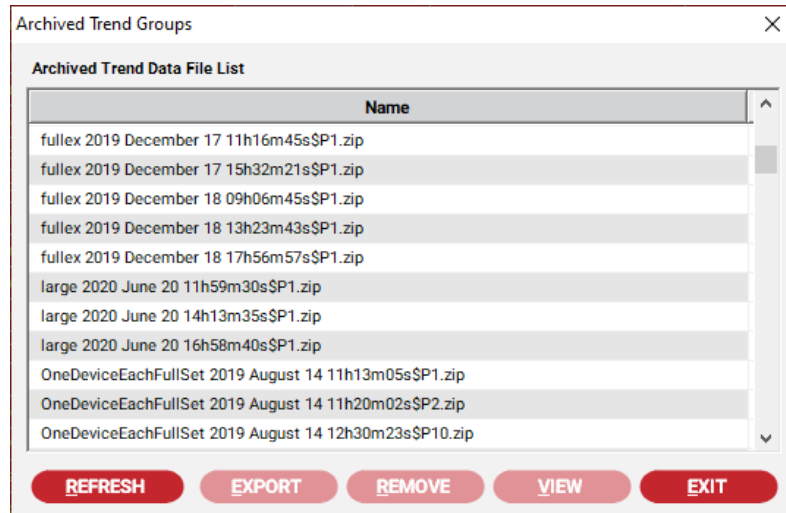 Archived Trend Groups
Archived Trend Data File List
Name
fullex 2019 December 17 11h16m45s$P1.zip
fullex 2019 December 17 15h32m21s$P1.zip
fullex 2019 December 18 09h06m45s$P1.zip
fullex 2019 December 18 13h23m43s$P1.zip
fullex 2019 December 18 17h56m57s$P1.zip
large 2020 June 20 11h59m30s$P1.zip
large 2020 June 20 14h13m35s$P1.zip
large 2020 June 20 16h58m40s$P1.zip
OneDeviceEachFullSet 2019 August 14 11h13m05s$P1.zip
OneDeviceEachFullSet 2019 August 14 11h20m02s$P2.zip
OneDeviceEachFullSet 2019 August 14 12h30m23s$P10.zip
REFRESH EXPORT REMOVE VIEW EXIT